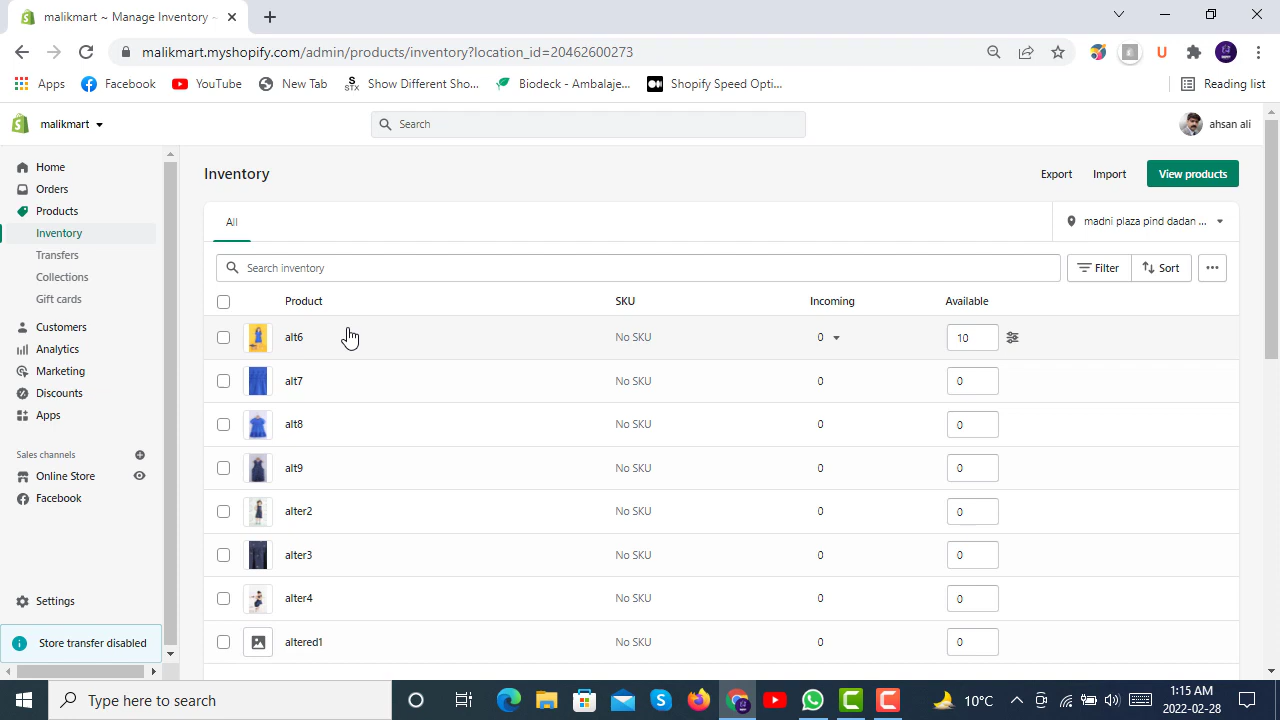 malikmart ~ Manage Inventory -
malikmart.myshopify.com/admin/products/inventory?location_id=20462600273
Apps
Facebook
YouTube
New Tab
Show Different Sho...
Biodeck - Ambalaje...
Shopify Speed Opti...
Reading list
malikmart
Search
ahsan ali
Home
Orders
Products
Inventory
Transfers
Collections
Gift cards
Customers
Analytics
Marketing
Discounts
Apps
Sales channels
Online Store
Facebook
Settings
Store transfer disabled
Inventory
Export
Import
View products
All
madni plaza pind dadan ...
Search inventory
Filter
Sort
Product SKU Incoming Available
alt6 No SKU 0 10
alt7 No SKU 0 0
alt8 No SKU 0 0
alt9 No SKU 0 0
alter2 No SKU 0 0
alter3 No SKU 0 0
alter4 No SKU 0 0
altered1 No SKU 0 0
Type here to search
10°C
1:15 AM
2022-02-28